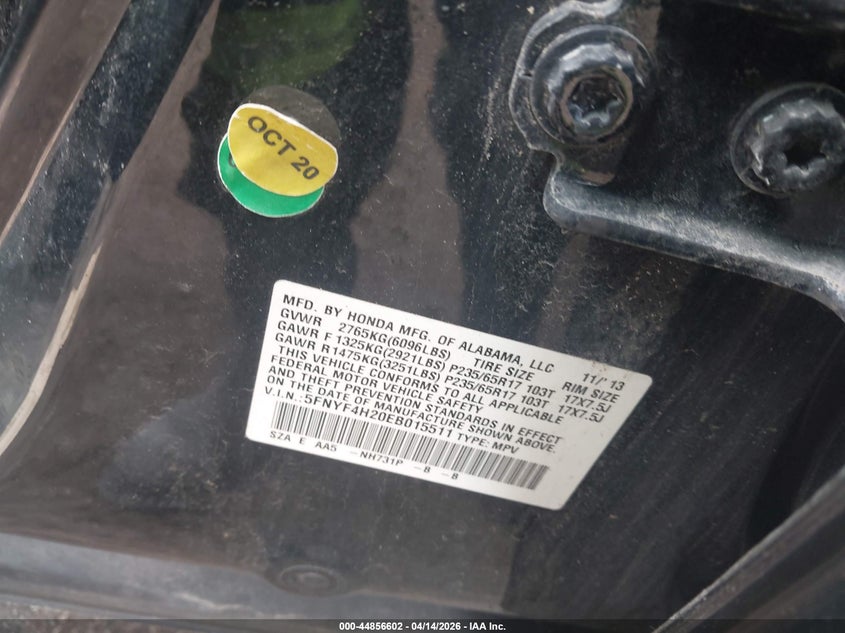 OCT 20
MFD. BY HONDA MFG. OF ALABAMA, LLC 11/'13
GVWR 2765KG(6096LBS) TIRE SIZE RIM SIZE
GAWR F 1325KG(2921LBS) P235/65R17 103T 17X7.5J
GAWR R 1475KG(3251LBS) P235/65R17 103T 17X7.5J
THIS VEHICLE CONFORMS TO ALL APPLICABLE
FEDERAL MOTOR VEHICLE SAFETY
AND THEFT PREVENTION STANDARDS IN EFFECT
ON THE DATE OF MANUFACTURE SHOWN ABOVE.
V.I.N.:5FNYF4H20EB015511 TYPE: MPV
SZA E AA5 -NH731P -B -B
000-44856602 - 04/14/2026 - IAA Inc.